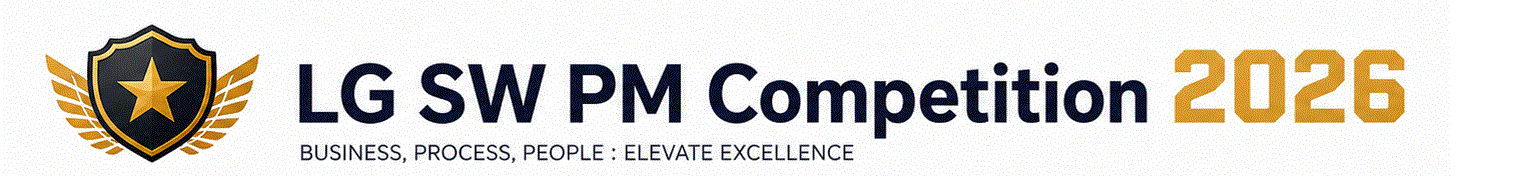 LG SW PM Competition 2026
BUSINESS, PROCESS, PEOPLE : ELEVATE EXCELLENCE